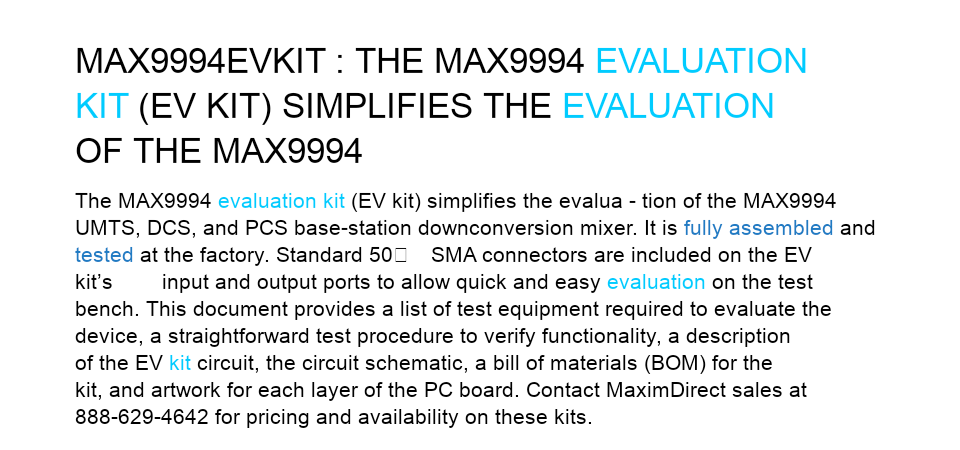 MAX9994EVKIT : THE MAX9994 EVALUATION
KIT (EV KIT) SIMPLIFIES THE EVALUATION
OF THE MAX9994
The MAX9994 evaluation kit (EV kit) simplifies the evalua - tion of the MAX9994
UMTS, DCS, and PCS base-station downconversion mixer. It is fully assembled and
tested at the factory. Standard 50□ SMA connectors are included on the EV
kit’s input and output ports to allow quick and easy evaluation on the test
bench. This document provides a list of test equipment required to evaluate the
device, a straightforward test procedure to verify functionality, a description
of the EV kit circuit, the circuit schematic, a bill of materials (BOM) for the
kit, and artwork for each layer of the PC board. Contact MaximDirect sales at
888-629-4642 for pricing and availability on these kits.